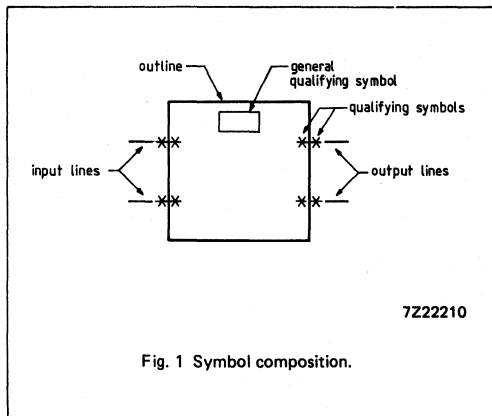 outline
general
qualifying symbol
qualifying symbols
input lines
output lines
7Z22210
Fig. 1 Symbol composition.